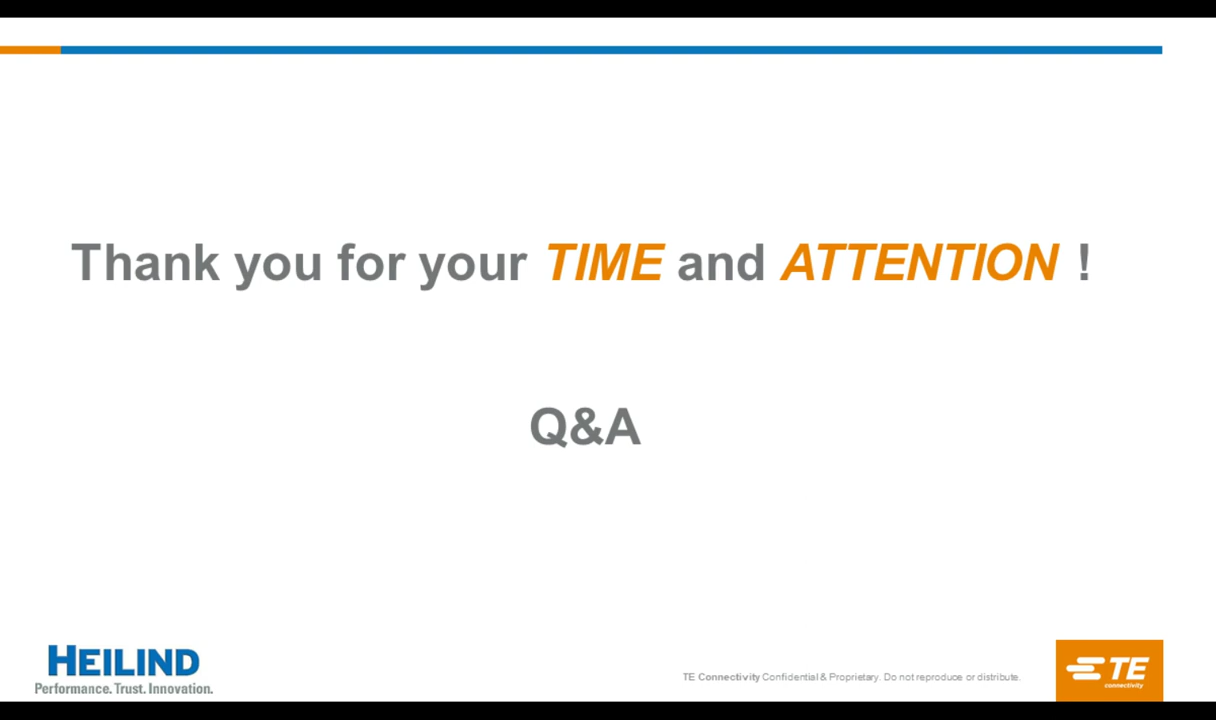 Thank you for your TIME and ATTENTION !
Q&A
HEILIND
Performance. Trust. Innovation.
TE Connectivity Confidential & Proprietary. Do not reproduce or distribute.
TE
connectivity